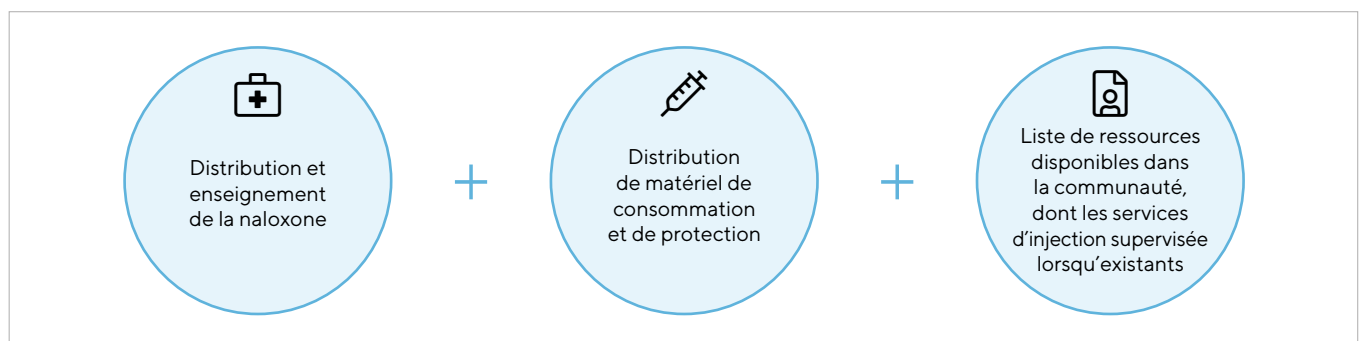 Distribution et
enseignement
de la naloxone
+
Distribution
de matériel de
consommation
et de protection
+
Liste de ressources
disponibles dans
la communauté,
dont les services
d’injection supervisée
lorsqu’existants